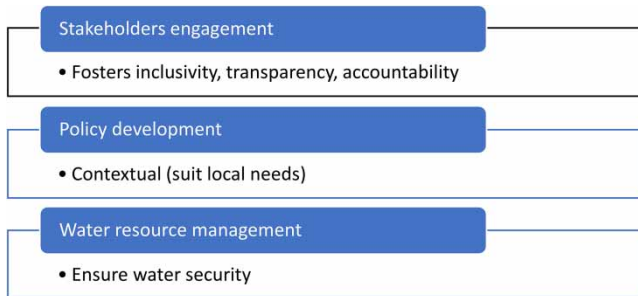 Stakeholders engagement
• Fosters inclusivity, transparency, accountability
Policy development
• Contextual (suit local needs)
Water resource management
• Ensure water security